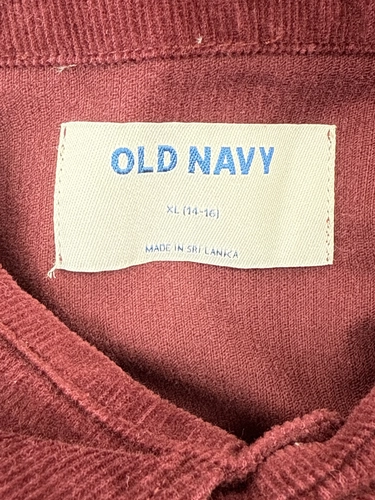 OLD NAVY
XL (14-16)
MADE IN SRI LANKA